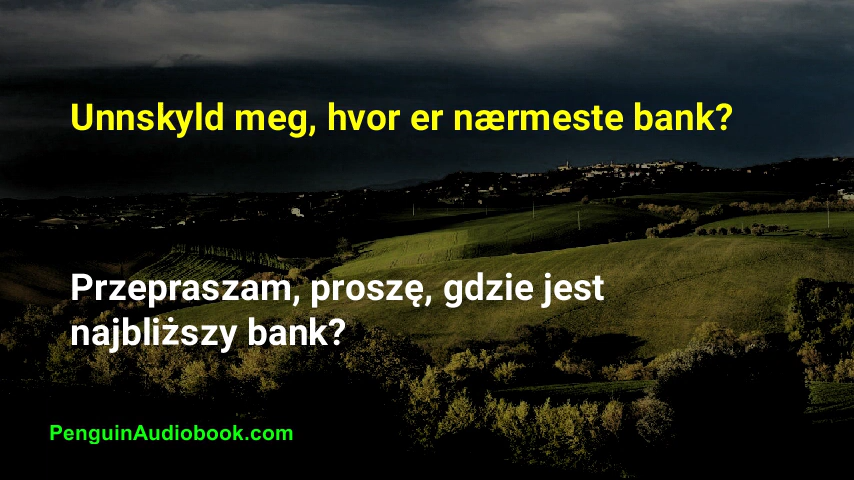 Unnskyld meg, hvor er nærmeste bank?
Przepraszam, proszę, gdzie jest
najbliższy bank?
PenguinAudiobook.com